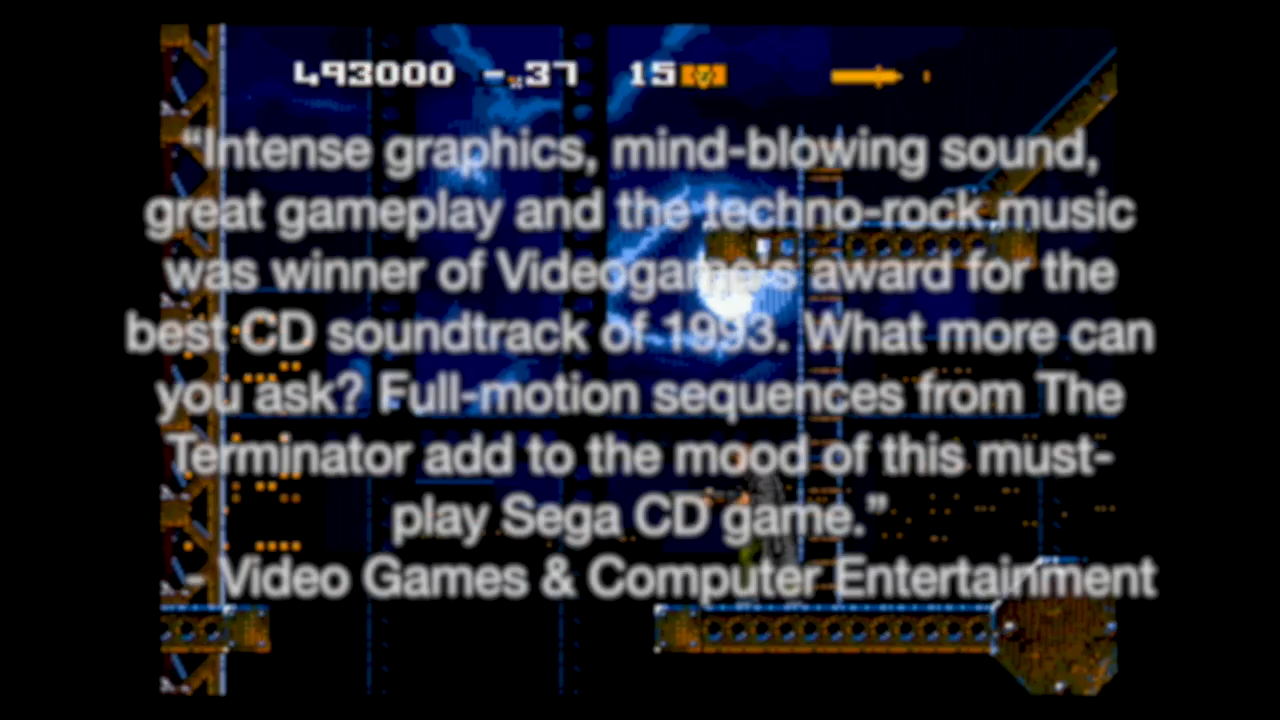 493000 -.37 15
“Intense graphics, mind-blowing sound,
great gameplay and the techno-rock music
was winner of Videogame's award for the
best CD soundtrack of 1993. What more can
you ask? Full-motion sequences from The
Terminator add to the mood of this must-
play Sega CD game.”
- Video Games & Computer Entertainment